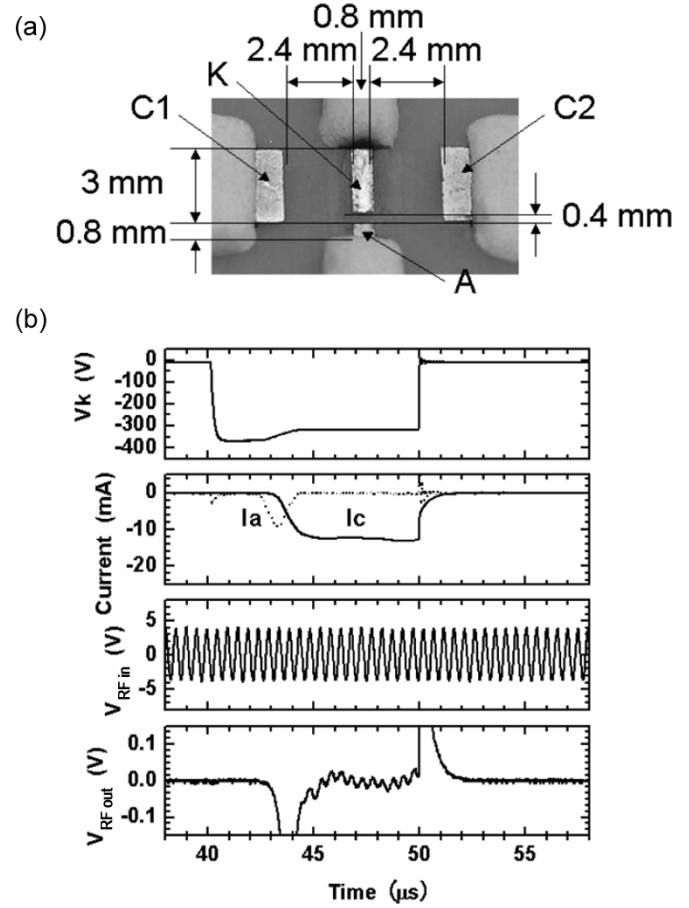 (a)
0.8 mm
2.4 mm 2.4 mm
K
C1
C2
3 mm
0.4 mm
0.8 mm
A
(b)
0
-100
-200
-300
-400
Vk (V)
0
-10
-20
Current (mA)
Ia
Ic
5
0
-5
V RF in (V)
0.1
0.0
-0.1
V RF out (V)
40 45 50 55
Time (μs)